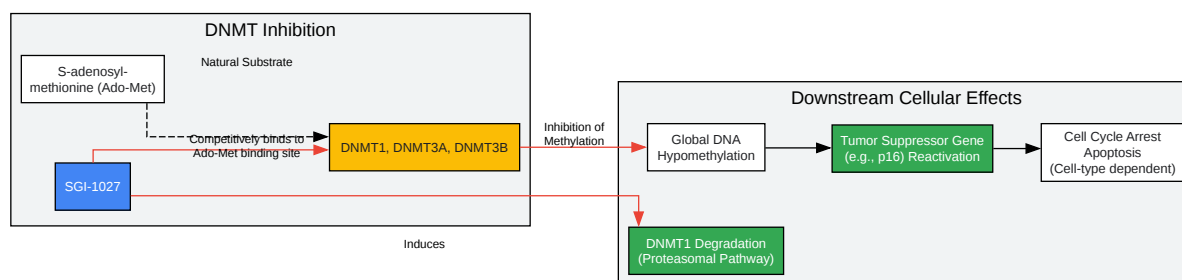 DNMT Inhibition
Natural Substrate
S-adenosyl-
methionine (Ado-Met)
Competitively binds to
Ado-Met binding site
DNMT1, DNMT3A, DNMT3B
SGI-1027
Inhibition of
Methylation
Induces
Downstream Cellular Effects
Global DNA
Hypomethylation
Tumor Suppressor Gene
(e.g., p16) Reactivation
Cell Cycle Arrest
Apoptosis
(Cell-type dependent)
DNMT1 Degradation
(Proteasomal Pathway)